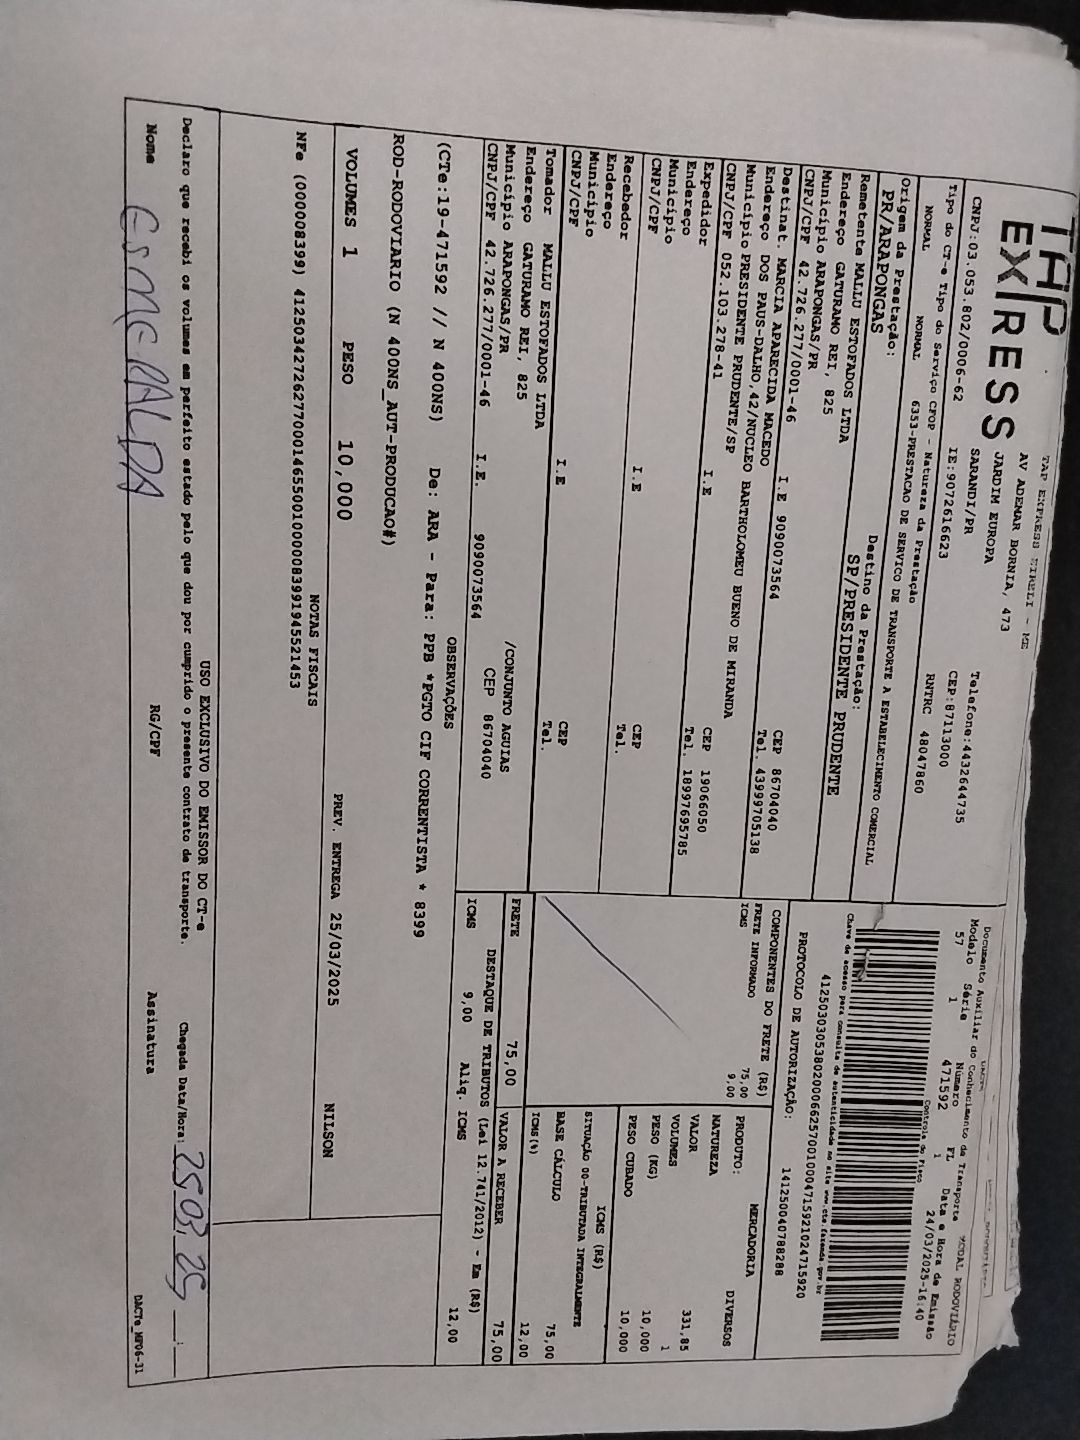 TAP
EXPRESS
TAP EXPRESS EIRELI - ME
AV ADEMAR BORNIA, 473
JARDIM EUROPA
SARANDI/PR
Telefone:4432644735
CNPJ:03.053.802/0006-62 IE:9072616623 CEP:87113000
Tipo do CT-e Tipo do Serviço CFOP - Natureza da Prestação RNTRC 48047860
NORMAL NORMAL 6353-PRESTACAO DE SERVICO DE TRANSPORTE A ESTABELECIMENTO COMERCIAL
Origem da Prestação: Destino da Prestação:
PR/ARAPONGAS SP/PRESIDENTE PRUDENTE
Remetente MALLU ESTOFADOS LTDA
Endereço GATURAMO REI, 825
Município ARAPONGAS/PR CEP 86704040
CNPJ/CPF 42.726.277/0001-46 I.E 9090073564 Tel. 43999705138
Destinat. MARCIA APARECIDA MACEDO
Endereço DOS PAUS-DALHO,42/NUCLEO BARTHOLOMEU BUENO DE MIRANDA
Município PRESIDENTE PRUDENTE/SP CEP 19066050
CNPJ/CPF 052.103.278-41 I.E Tel. 18997695785
Expedidor
Endereço
Município CEP
CNPJ/CPF I.E Tel.
Recebedor
Endereço
Município CEP
CNPJ/CPF I.E Tel.
Tomador MALLU ESTOFADOS LTDA
Endereço GATURAMO REI, 825 /CONJUNTO AGUIAS
Município ARAPONGAS/PR CEP 86704040
CNPJ/CPF 42.726.277/0001-46 I.E. 9090073564
Documento Auxiliar do Conhecimento de Transporte MODAL RODOVIÁRIO
Modelo Série Número FL Data e Hora de Emissão
57 1 471592 1 24/03/2025-16:40
Controle do Fisco
Chave de acesso para consulta de autenticidade no site www.cte.fazenda.gov.br
41250303053802000662570010004715921024715920
PROTOCOLO DE AUTORIZAÇÃO: 141250040788288
COMPONENTES DO FRETE (R$)
FRETE INFORMADO 75,00
ICMS 9,00
PRODUTO: MERCADORIA
NATUREZA DIVERSOS
VALOR 331,85
VOLUMES 1
PESO (KG) 10,000
PESO CUBADO 10,000
ICMS (R$)
SITUAÇÃO 00-TRIBUTADA INTEGRALMENTE
BASE CÁLCULO 75,00
ICMS(%) 12,00
FRETE 75,00 VALOR A RECEBER 75,00
DESTAQUE DE TRIBUTOS (Lei 12.741/2012) - Em (R$)
ICMS 9,00 Aliq. ICMS 12,00
OBSERVAÇÕES
(CTe:19-471592 // N 400NS) De: ARA - Para: PPB *PGTO CIF CORRENTISTA * 8399
ROD-RODOVIARIO (N 400NS_AUT-PRODUCAO#)
VOLUMES 1 PESO 10,000 PREV. ENTREGA 25/03/2025 NILSON
NOTAS FISCAIS
NFe (000008399) 41250342726277000146550010000083991945521453
USO EXCLUSIVO DO EMISSOR DO CT-e
Declaro que recebi os volumes em perfeito estado pelo que dou por cumprido o presente contrato de transporte. Chegada Data/Hora: 25 03 25 __:__
Nome ESMERALDA RG/CPF Assinatura
DACTe_MF06-31